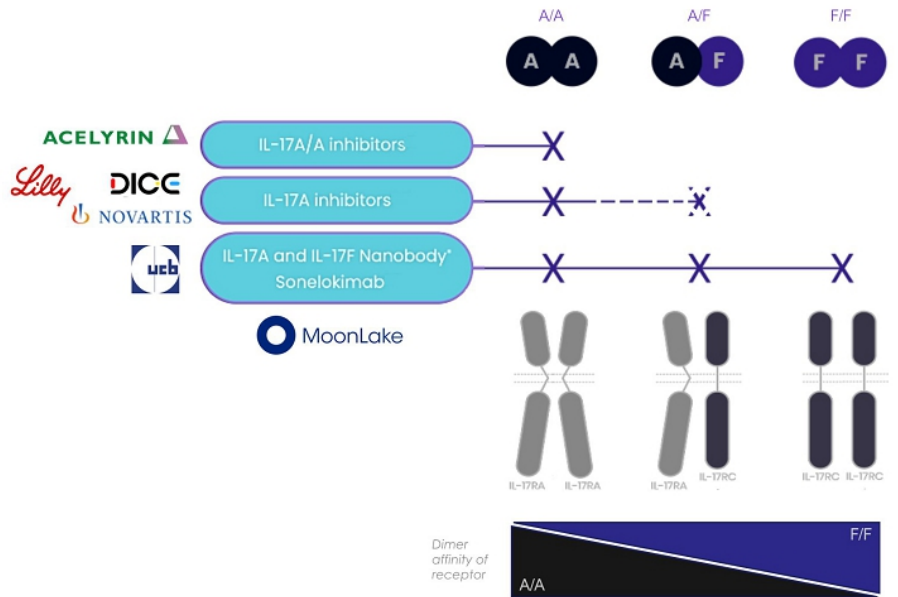 A/A A/F F/F
A A A F F F
ACELYRIN
IL-17A/A inhibitors
X
Lilly DICE
NOVARTIS
IL-17A inhibitors
X X
ucb
IL-17A and IL-17F Nanobody*
Sonelokimab
X X X
MoonLake
IL-17RA IL-17RA IL-17RA IL-17RC IL-17RC IL-17RC
Dimer
affinity of
receptor
F/F
A/A